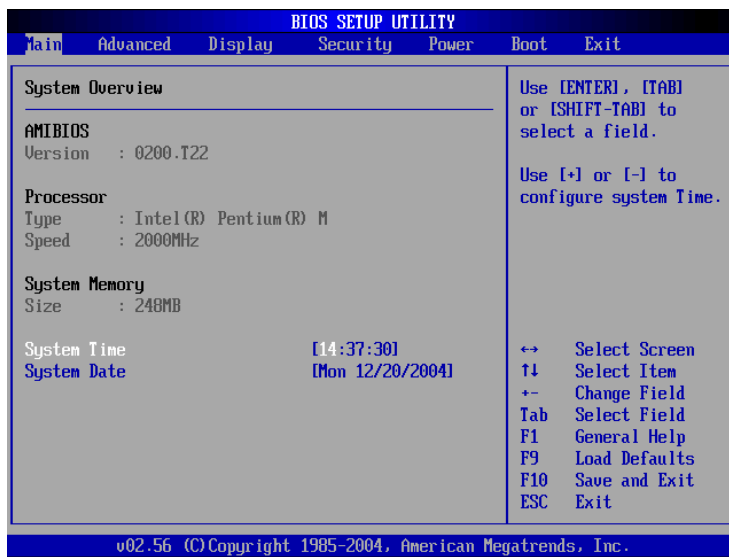 BIOS SETUP UTILITY
Main Advanced Display Security Power Boot Exit
System Overview
AMIBIOS
Version : 0200.T22
Processor
Type : Intel(R) Pentium(R) M
Speed : 2000MHz
System Memory
Size : 248MB
System Time [14:37:30]
System Date [Mon 12/20/2004]
Use [ENTER], [TAB]
or [SHIFT-TAB] to
select a field.
Use [+] or [-] to
configure system Time.
↔ Select Screen
↑↓ Select Item
+- Change Field
Tab Select Field
F1 General Help
F9 Load Defaults
F10 Save and Exit
ESC Exit
v02.56 (C)Copyright 1985-2004, American Megatrends, Inc.